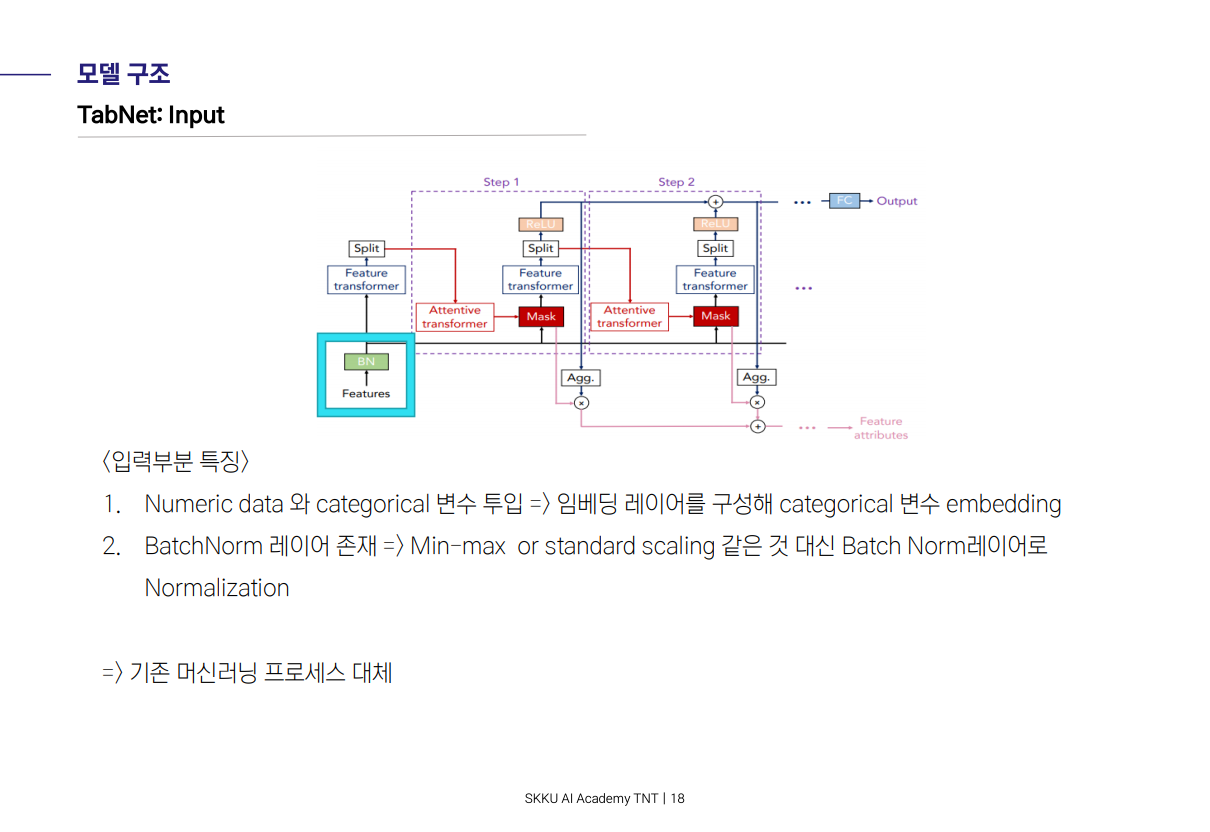 모델 구조
TabNet: Input
Step 1
Step 2
FC
Output
ReLU
ReLU
Split
Split
Split
Feature
transformer
Feature
transformer
Feature
transformer
Attentive
transformer
Mask
Attentive
transformer
Mask
BN
Features
Agg.
Agg.
Feature
attributes
<입력부분 특징>
1. Numeric data 와 categorical 변수 투입 => 임베딩 레이어를 구성해 categorical 변수 embedding
2. BatchNorm 레이어 존재 => Min-max or standard scaling 같은 것 대신 Batch Norm레이어로
Normalization
=> 기존 머신러닝 프로세스 대체
SKKU AI Academy TNT | 18